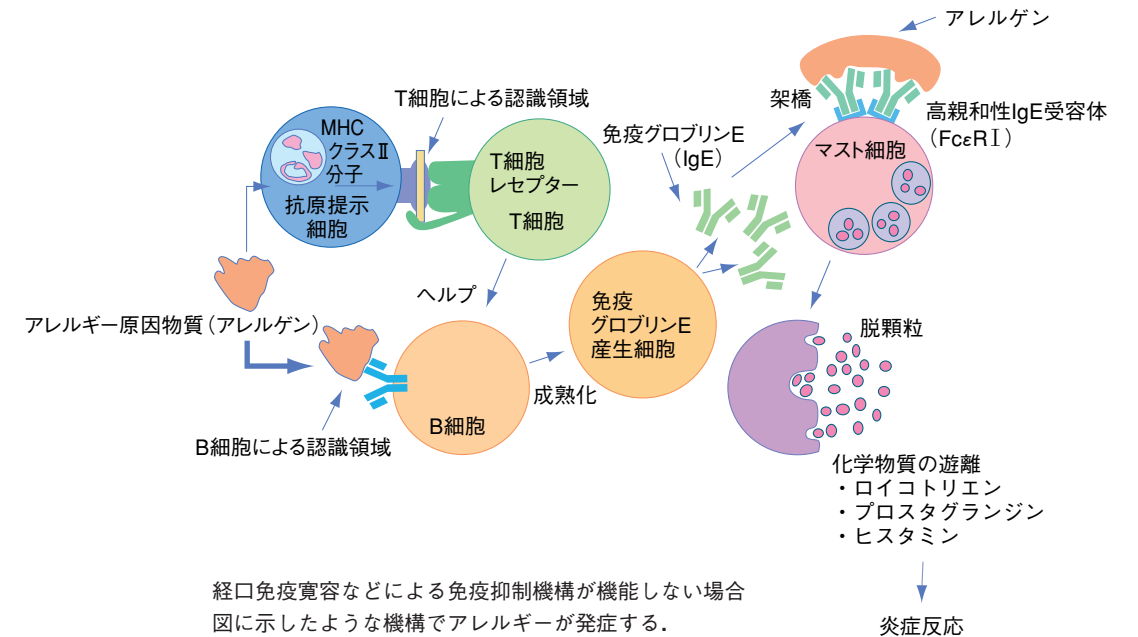 アレルゲン
T細胞による認識領域
架橋
高親和性IgE受容体
（FcεRⅠ）
免疫グロブリンE
（IgE）
MHC
クラスⅡ
分子
抗原提示
細胞
T細胞
レセプター
T細胞
マスト細胞
ヘルプ
アレルギー原因物質（アレルゲン）
免疫
グロブリンE
産生細胞
脱顆粒
成熟化
B細胞
B細胞による認識領域
化学物質の遊離
・ロイコトリエン
・プロスタグランジン
・ヒスタミン
炎症反応
経口免疫寛容などによる免疫抑制機構が機能しない場合
図に示したような機構でアレルギーが発症する．